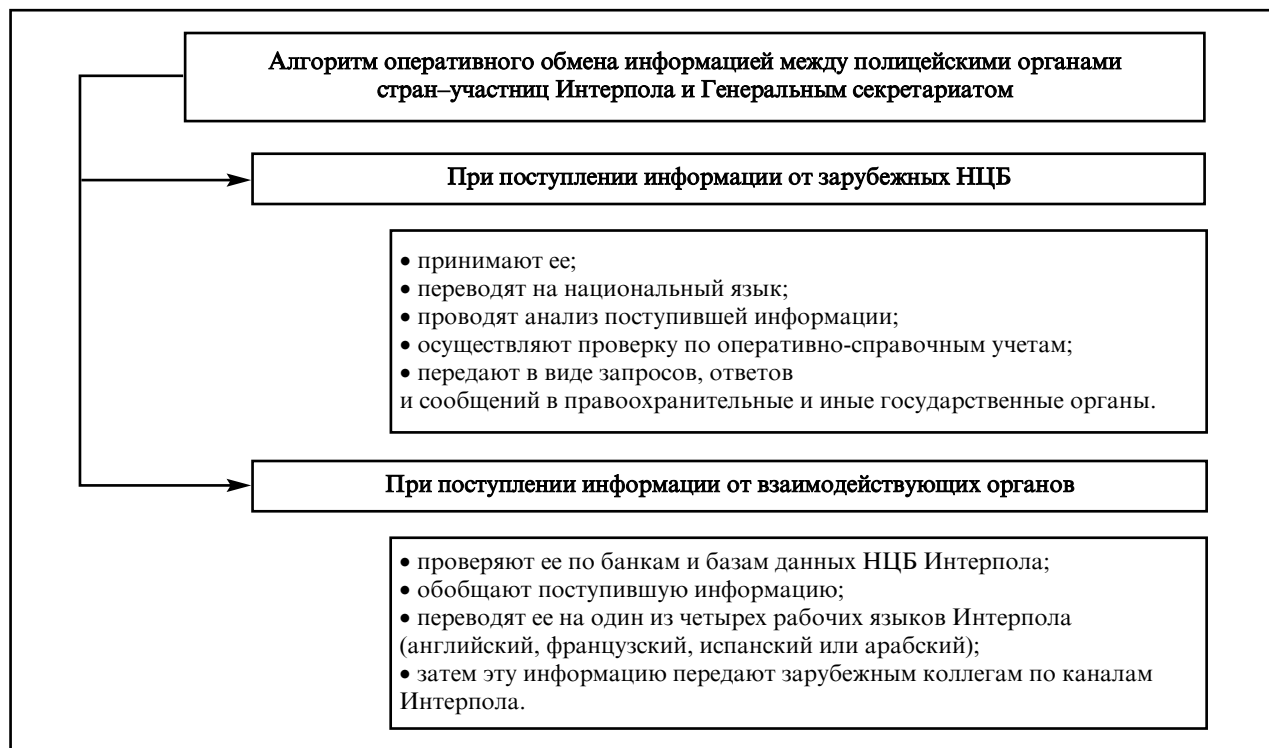 Алгоритм оперативного обмена информацией между полицейскими органами
стран–участниц Интерпола и Генеральным секретариатом
При поступлении информации от зарубежных НЦБ
• принимают ее;
• переводят на национальный язык;
• проводят анализ поступившей информации;
• осуществляют проверку по оперативно-справочным учетам;
• передают в виде запросов, ответов
и сообщений в правоохранительные и иные государственные органы.
При поступлении информации от взаимодействующих органов
• проверяют ее по банкам и базам данных НЦБ Интерпола;
• обобщают поступившую информацию;
• переводят ее на один из четырех рабочих языков Интерпола
(английский, французский, испанский или арабский);
• затем эту информацию передают зарубежным коллегам по каналам
Интерпола.